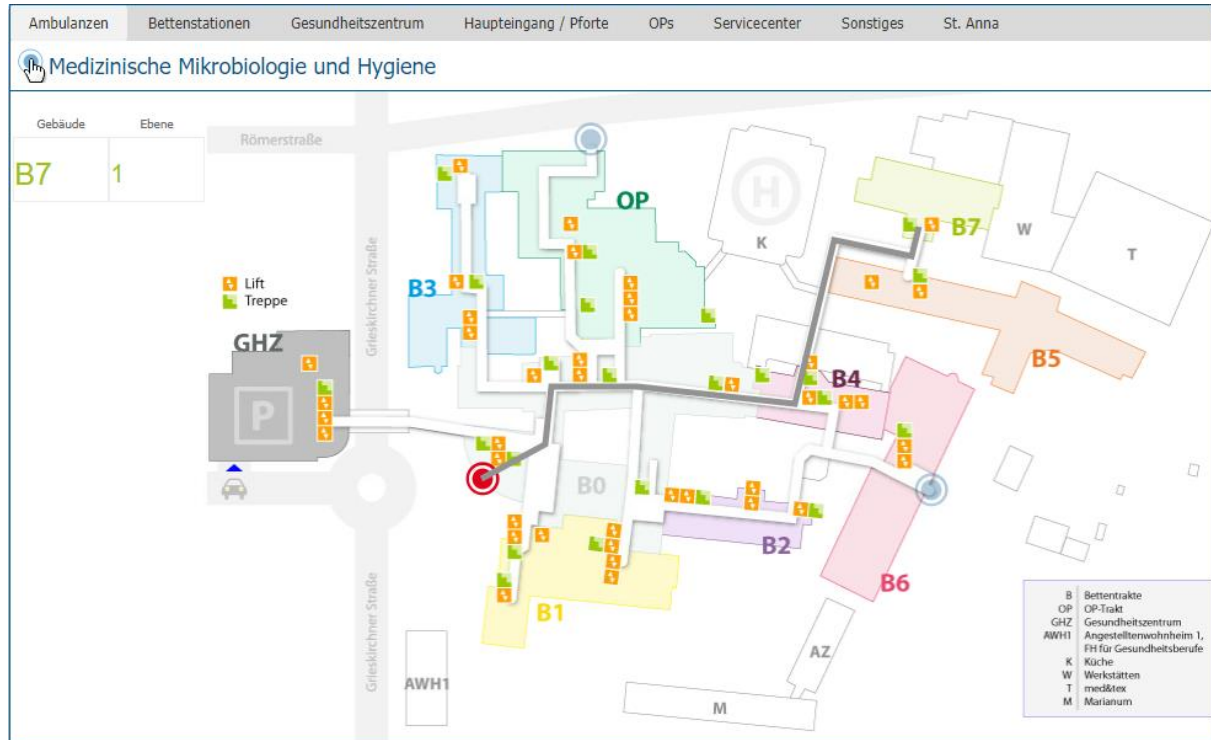 Ambulanzen Bettenstationen Gesundheitszentrum Haupteingang / Pforte OPs Servicecenter Sonstiges St. Anna
Medizinische Mikrobiologie und Hygiene
Gebäude Ebene
B7 1
Römerstraße
H
OP
K
B7
W
T
Grieskirchner Straße
Lift
Treppe
B3
GHZ
P
B4
B5
B0
B2
B1
B6
Grieskirchner Straße
AWH1
AZ
M
B Bettentrakte
OP OP-Trakt
GHZ Gesundheitszentrum
AWH1 Angestelltenwohnheim 1,
FH für Gesundheitsberufe
K Küche
W Werkstätten
T med&tex
M Marianum